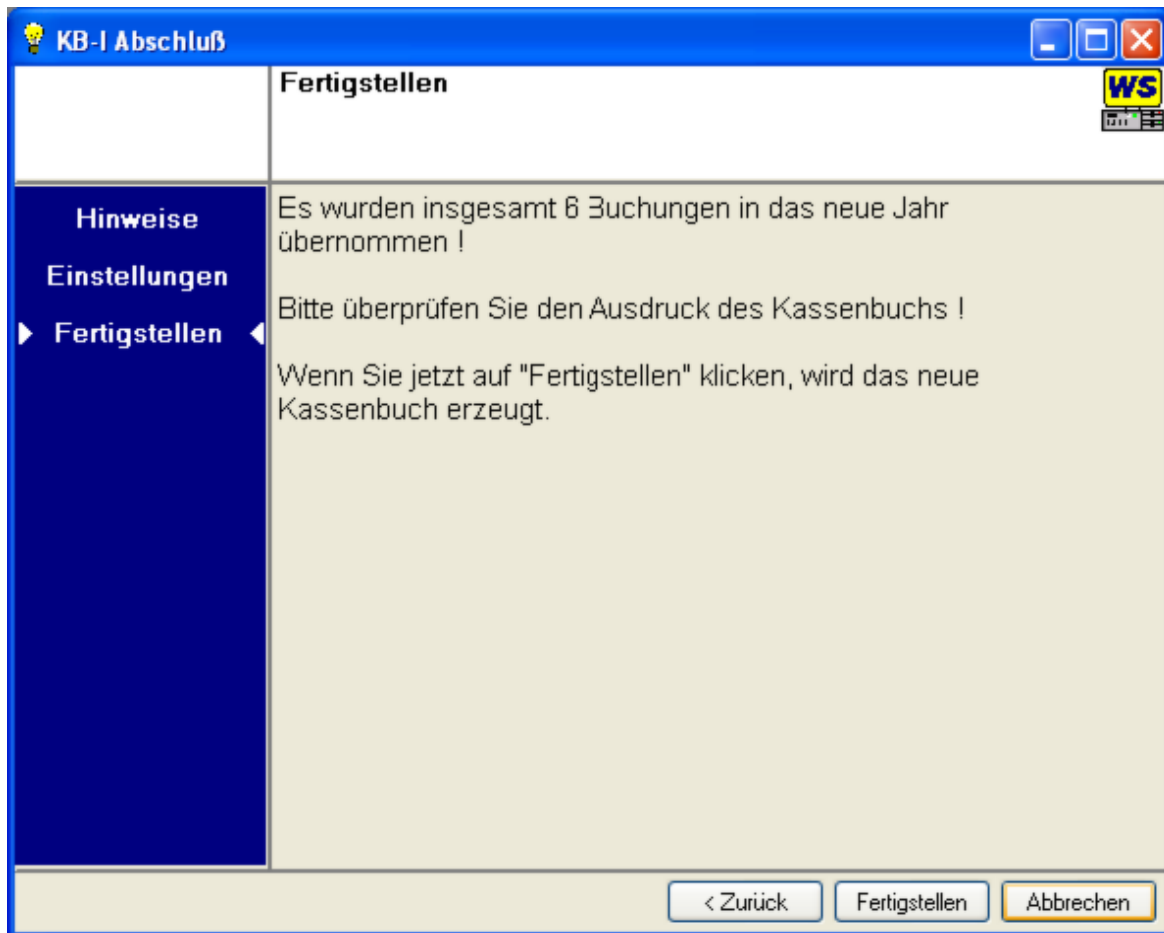 KB-I Abschluß
Fertigstellen
WS
Hinweise
Einstellungen
Fertigstellen
Es wurden insgesamt 6 Buchungen in das neue Jahr
übernommen !
Bitte überprüfen Sie den Ausdruck des Kassenbuchs !
Wenn Sie jetzt auf "Fertigstellen" klicken, wird das neue
Kassenbuch erzeugt.
< Zurück
Fertigstellen
Abbrechen